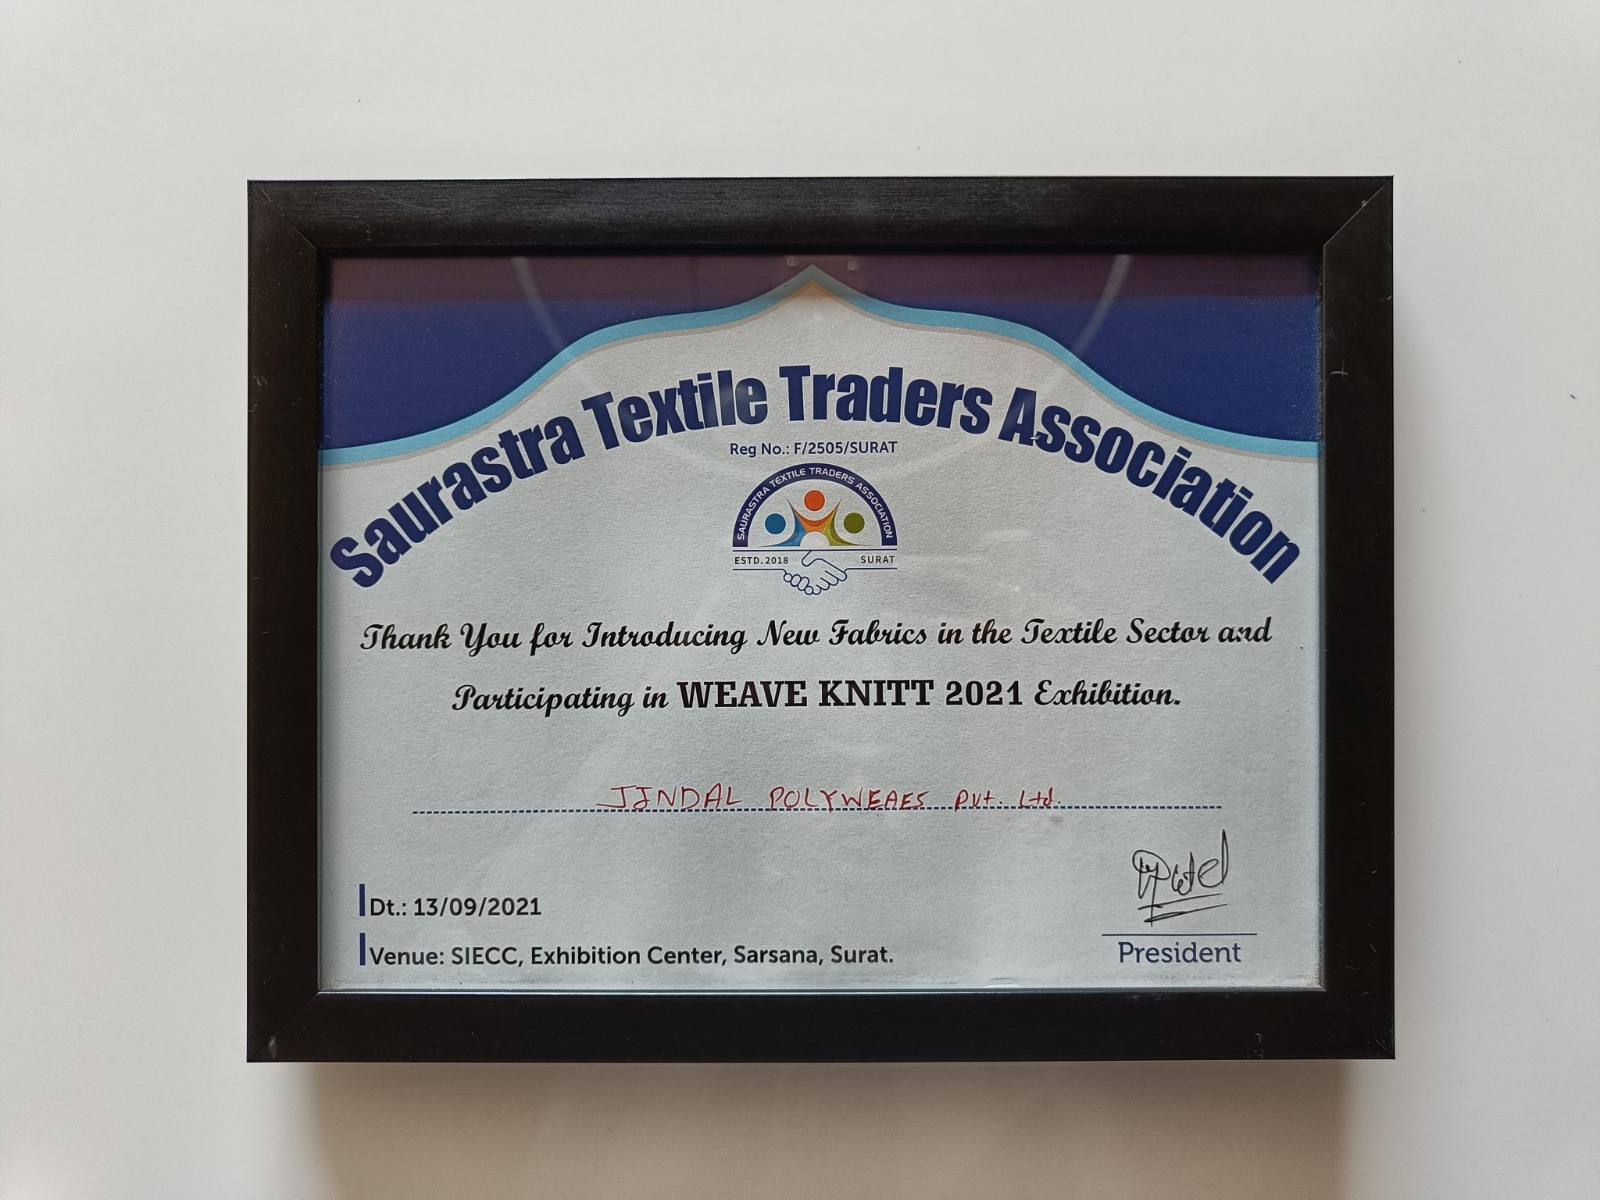 Saurastra Textile Traders Association
Reg No.: F/2505/SURAT
SAURASTRA TEXTILE TRADERS ASSOCIATION
ESTD. 2018 SURAT
Thank You for Introducing New Fabrics in the Textile Sector and
Participating in WEAVE KNITT 2021 Exhibition.
JINDAL POLYWEAES Pvt. Ltd.
Patel
Dt.: 13/09/2021
Venue: SIECC, Exhibition Center, Sarsana, Surat.
President